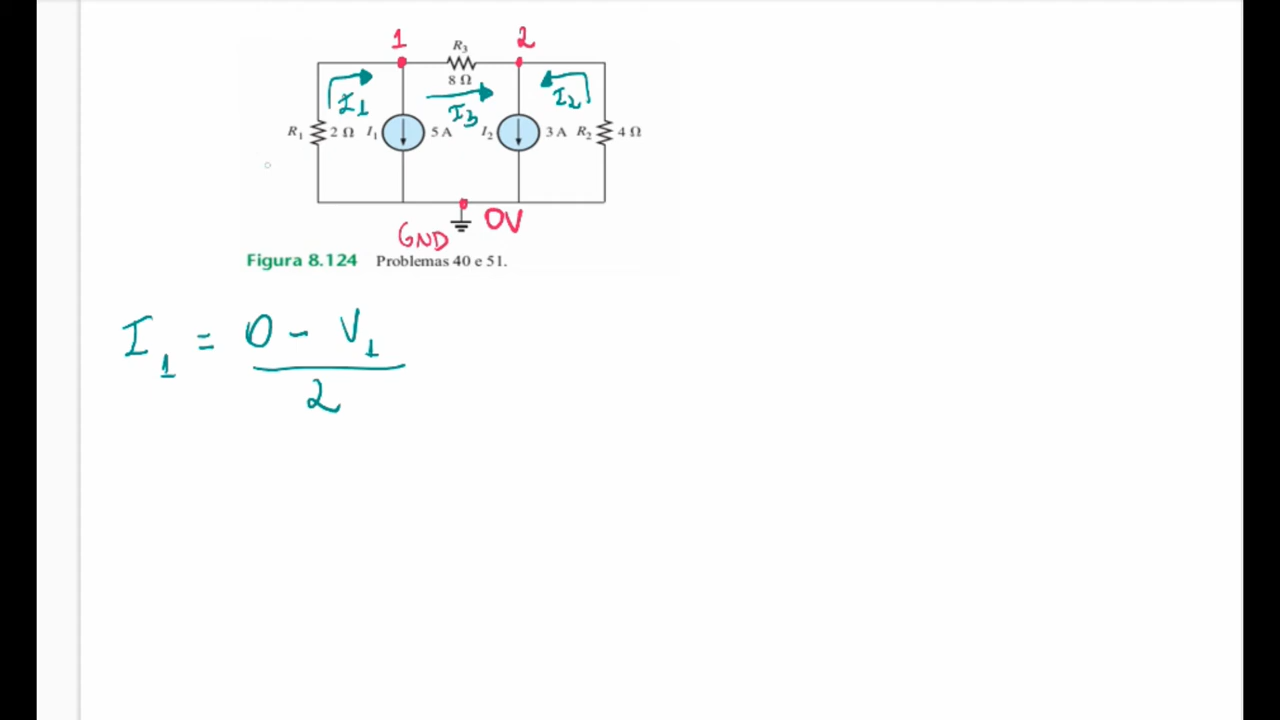 1 2
R3
8 Ω
I1 I3 I2
R1 2 Ω I1 5 A I2 3 A R2 4 Ω
GND 0V
Figura 8.124 Problemas 40 e 51.
I1 = 0 - V1
2